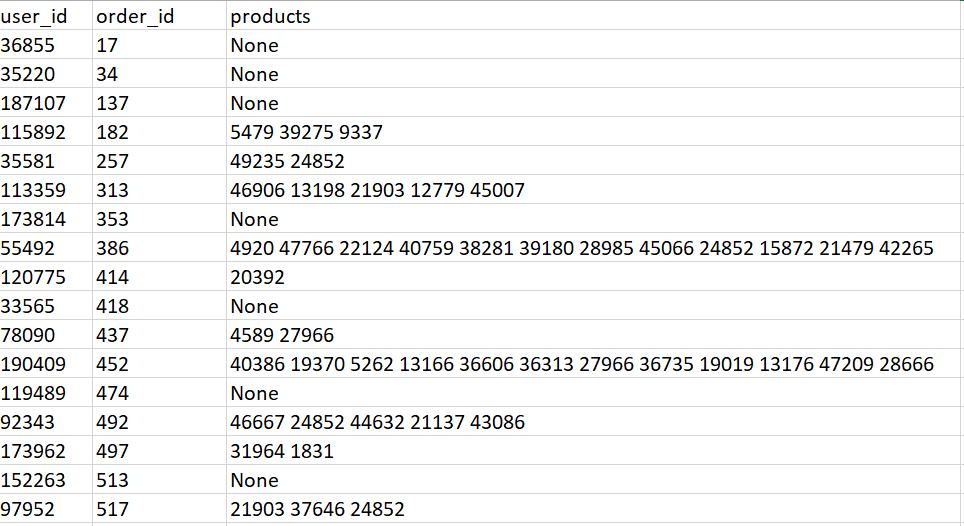 user_id order_id products
36855 17 None
35220 34 None
187107 137 None
115892 182 5479 39275 9337
35581 257 49235 24852
113359 313 46906 13198 21903 12779 45007
173814 353 None
55492 386 4920 47766 22124 40759 38281 39180 28985 45066 24852 15872 21479 42265
120775 414 20392
33565 418 None
78090 437 4589 27966
190409 452 40386 19370 5262 13166 36606 36313 27966 36735 19019 13176 47209 28666
119489 474 None
92343 492 46667 24852 44632 21137 43086
173962 497 31964 1831
152263 513 None
97952 517 21903 37646 24852